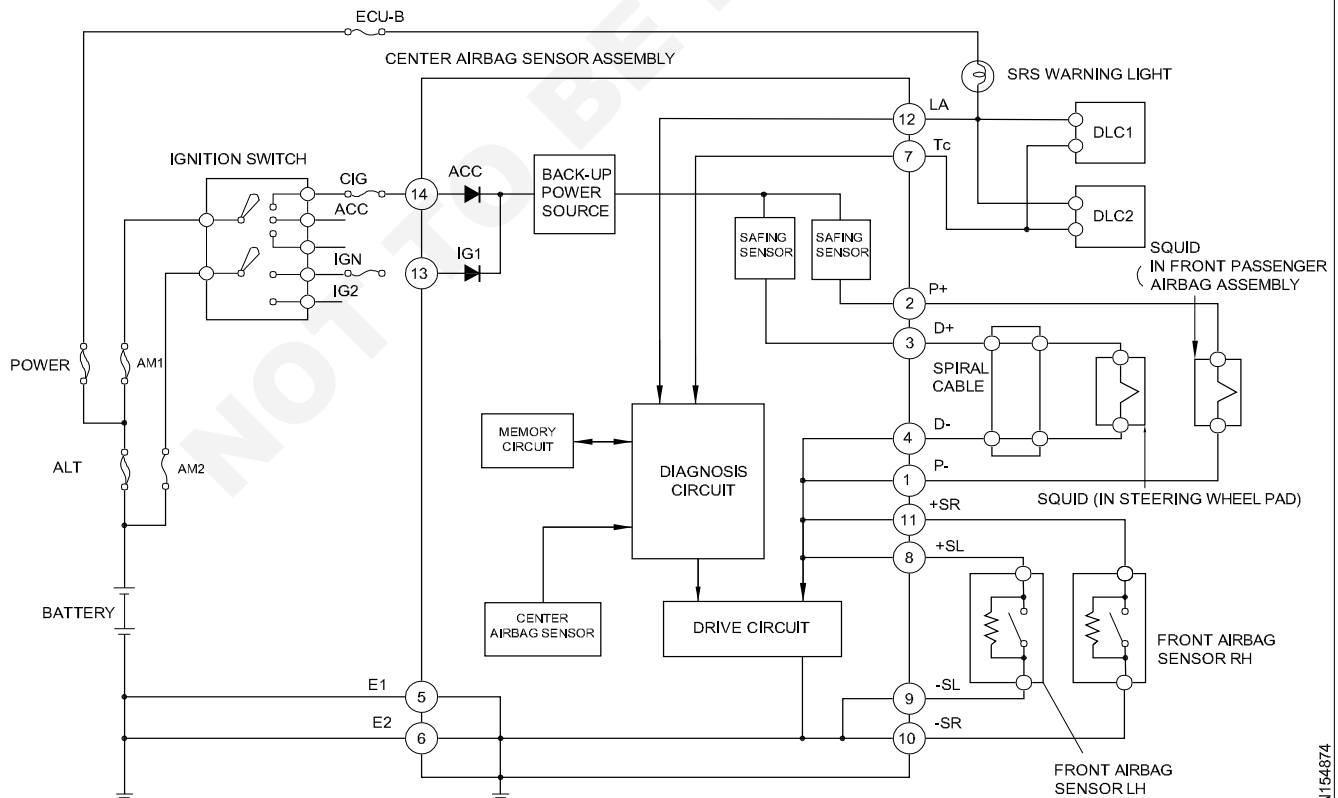 ECU-B
CENTER AIRBAG SENSOR ASSEMBLY
SRS WARNING LIGHT
LA
12
DLC1
Tc
7
IGNITION SWITCH
CIG
14
ACC
BACK-UP
POWER
SOURCE
ACC
DLC2
SAFING
SENSOR
SAFING
SENSOR
SQUID
IN FRONT PASSENGER
AIRBAG ASSEMBLY
(
IGN
13
IG1
IG2
P+
2
D+
3
POWER
AM1
SPIRAL
CABLE
MEMORY
CIRCUIT
DIAGNOSIS
CIRCUIT
D-
4
ALT
AM2
P-
1
SQUID (IN STEERING WHEEL PAD)
+SR
11
+SL
8
BATTERY
CENTER
AIRBAG SENSOR
DRIVE CIRCUIT
FRONT AIRBAG
SENSOR RH
E1
5
-SL
9
E2
6
-SR
10
FRONT AIRBAG
SENSOR LH
N154874
NOT TO BE